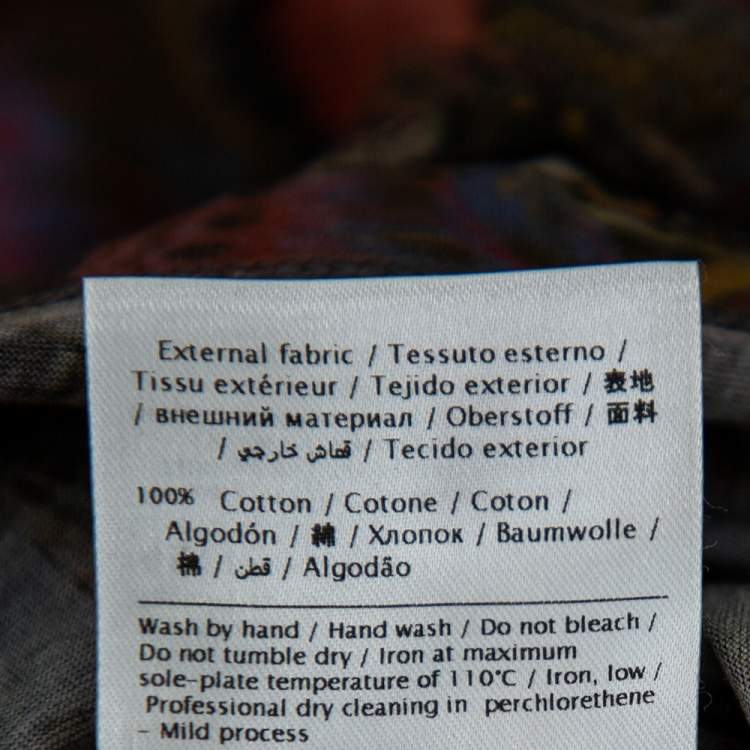 External fabric / Tessuto esterno /
Tissu extérieur / Tejido exterior / 表地
/ внешний материал / Oberstoff / 面料
/ قماش خارجي / Tecido exterior
100% Cotton / Cotone / Coton /
Algodón / 綿 / Хлопок / Baumwolle /
棉 / قطن / Algodão
Wash by hand / Hand wash / Do not bleach /
Do not tumble dry / Iron at maximum
sole-plate temperature of 110°C / Iron, low /
Professional dry cleaning in perchlorethene
- Mild process